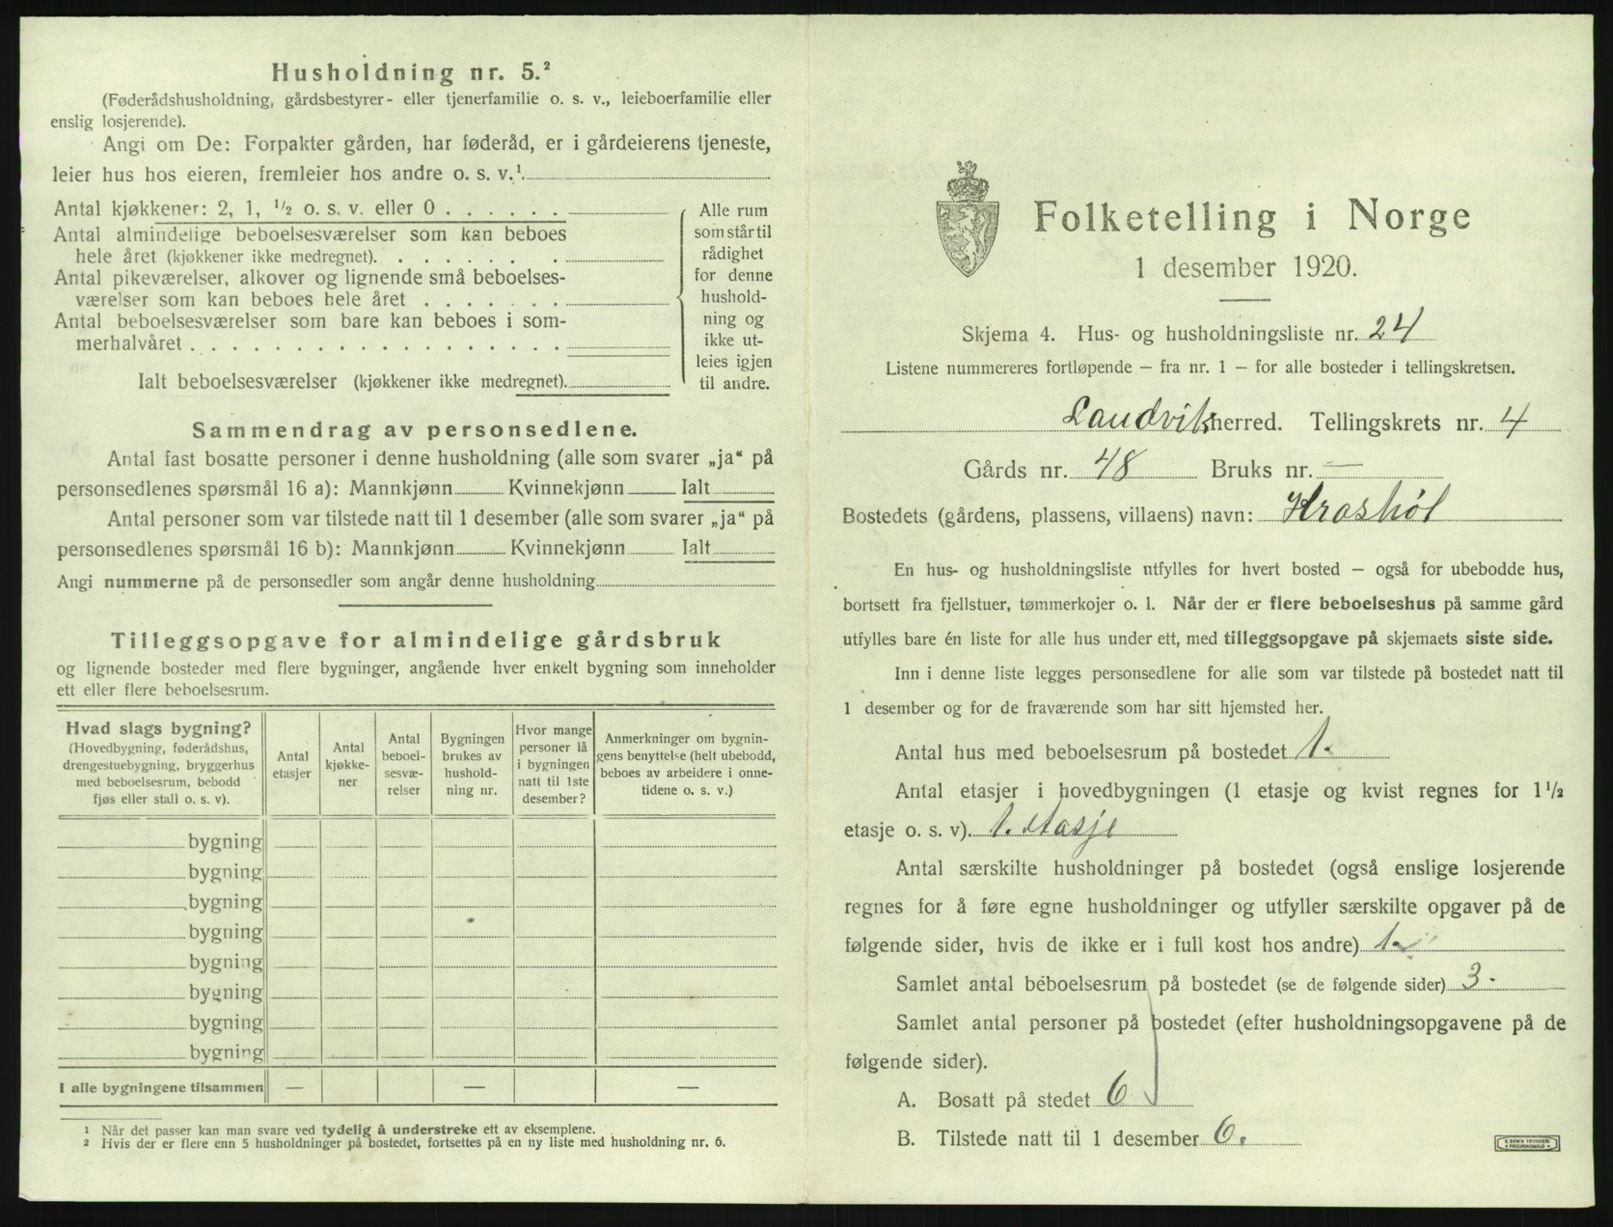 Husholdning nr. 5.²
(Føderådshusholdning, gårdsbestyrer- eller tjenerfamilie o. s. v., leieboerfamilie eller
enslig losjerende).
Angi om De: Forpakter gården, har føderåd, er i gårdeierens tjeneste,
leier hus hos eieren, fremleier hos andre o. s. v.¹
Antal kjøkkener: 2, 1, ½ o. s. v. eller 0 . . . . . .
Antal almindelige beboelsesværelser som kan beboes
hele året (kjøkkener ikke medregnet). . . . . . . .
Antal pikeværelser, alkover og lignende små beboelses-
værelser som kan beboes hele året . . . . . . .
Antal beboelsesværelser som bare kan beboes i som-
merhalvåret . . . . . . . . . . . . . . . . . .
Ialt beboelsesværelser (kjøkkener ikke medregnet).
Alle rum
som står til
rådighet
for denne
hushold-
ning og
ikke ut-
leies igjen
til andre.
Sammendrag av personsedlene.
Antal fast bosatte personer i denne husholdning (alle som svarer „ja“ på
personsedlenes spørsmål 16 a): Mannkjønn Kvinnekjønn Ialt
Antal personer som var tilstede natt til 1 desember (alle som svarer „ja“ på
personsedlenes spørsmål 16 b): Mannkjønn Kvinnekjønn Ialt
Angi nummerne på de personsedler som angår denne husholdning
Tilleggsopgave for almindelige gårdsbruk
og lignende bosteder med flere bygninger, angående hver enkelt bygning som inneholder
ett eller flere beboelsesrum.
Hvad slags bygning?
(Hovedbygning, føderådshus,
drengestuebygning, bryggerhus
med beboelsesrum, bebodd
fjøs eller stall o. s. v).
Antal
etasjer
Antal
kjøkke-
ner
Antal
beboel-
sesvæ-
relser
Bygningen
brukes av
hushold-
ning nr.
Hvor mange
personer lå
i bygningen
natt til 1ste
desember?
Anmerkninger om bygnin-
gens benyttelse (helt ubebodd,
beboes av arbeidere i onne-
tidene o. s. v.)
bygning
bygning
bygning
bygning
bygning
bygning
bygning
bygning
I alle bygningene tilsammen — — —
¹ Når det passer kan man svare ved tydelig å understreke ett av eksemplene.
² Hvis der er flere enn 5 husholdninger på bostedet, fortsettes på en ny liste med husholdning nr. 6.
Folketelling i Norge
1 desember 1920.
Skjema 4. Hus- og husholdningsliste nr. 24
Listene nummereres fortløpende — fra nr. 1 — for alle bosteder i tellingskretsen.
Landvik herred. Tellingskrets nr. 4
Gårds nr. 48 Bruks nr. —
Bostedets (gårdens, plassens, villaens) navn: Hroshøl
En hus- og husholdningsliste utfylles for hvert bosted — også for ubebodde hus,
bortsett fra fjellstuer, tømmerkojer o. l. Når der er flere beboelseshus på samme gård
utfylles bare én liste for alle hus under ett, med tilleggsopgave på skjemaets siste side.
Inn i denne liste legges personsedlene for alle som var tilstede på bostedet natt til
1 desember og for de fraværende som har sitt hjemsted her.
Antal hus med beboelsesrum på bostedet 1.
Antal etasjer i hovedbygningen (1 etasje og kvist regnes for 1½
etasje o. s. v). 1. etasje
Antal særskilte husholdninger på bostedet (også enslige losjerende
regnes for å føre egne husholdninger og utfyller særskilte opgaver på de
følgende sider, hvis de ikke er i full kost hos andre) 1.
Samlet antal beboelsesrum på bostedet (se de følgende sider) 3.
Samlet antal personer på bostedet (efter husholdningsopgavene på de
følgende sider).
A. Bosatt på stedet 6
B. Tilstede natt til 1 desember 6.